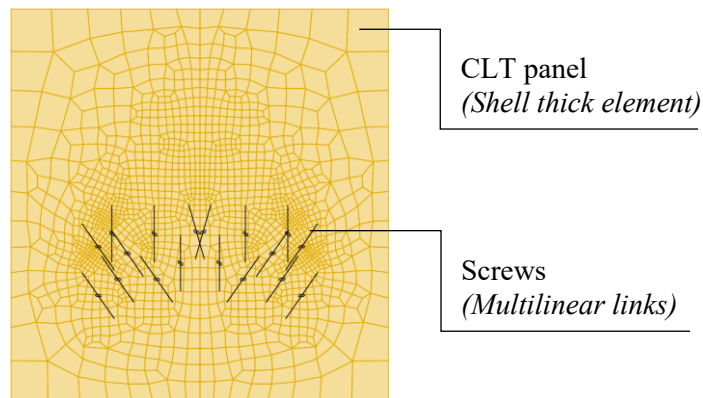 CLT panel
(Shell thick element)
Screws
(Multilinear links)